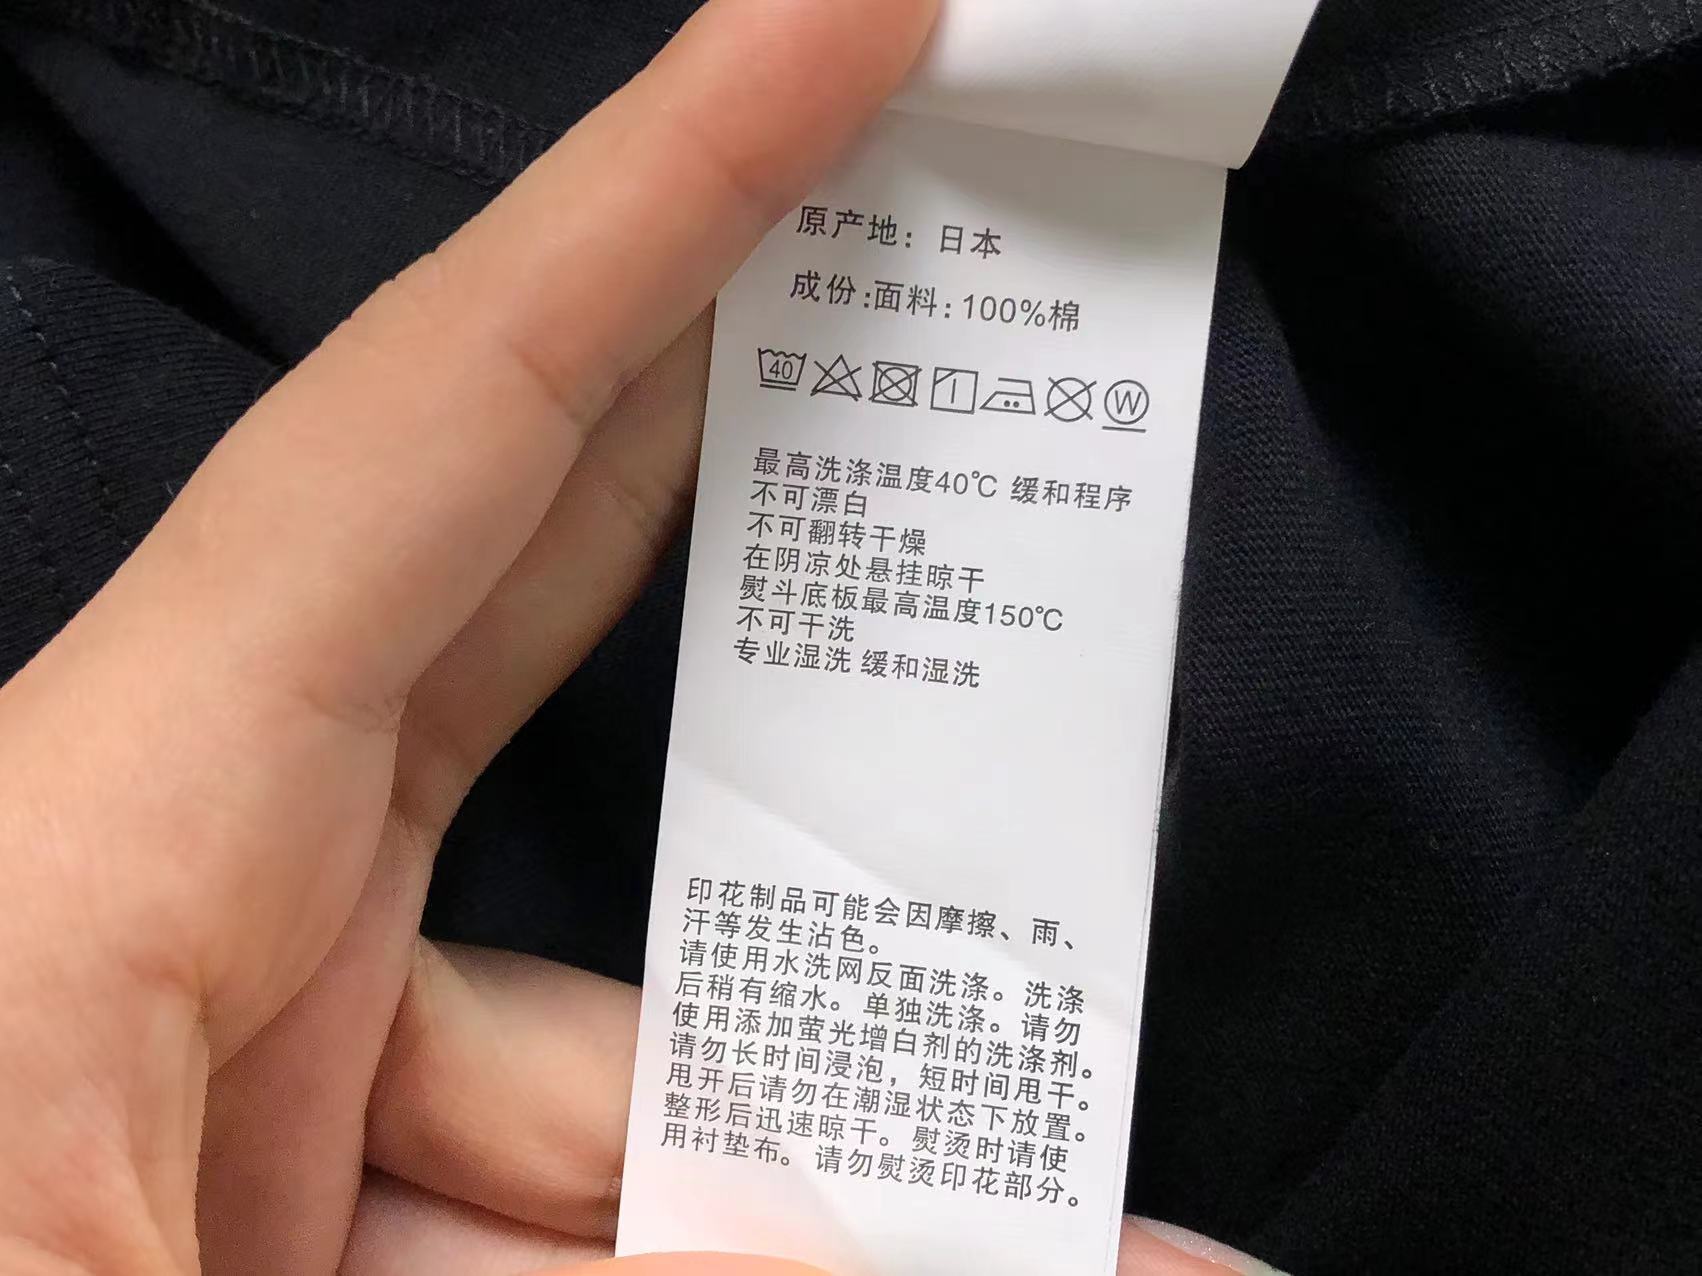 原产地：日本
成份:面料:100%棉
40 W
最高洗涤温度40℃ 缓和程序
不可漂白
不可翻转干燥
在阴凉处悬挂晾干
熨斗底板最高温度150℃
不可干洗
专业湿洗 缓和湿洗
印花制品可能会因摩擦、雨、
汗等发生沾色。
请使用水洗网反面洗涤。洗涤
后稍有缩水。单独洗涤。请勿
使用添加萤光增白剂的洗涤剂。
请勿长时间浸泡，短时间甩干。
甩开后请勿在潮湿状态下放置。
整形后迅速晾干。熨烫时请使
用衬垫布。请勿熨烫印花部分。